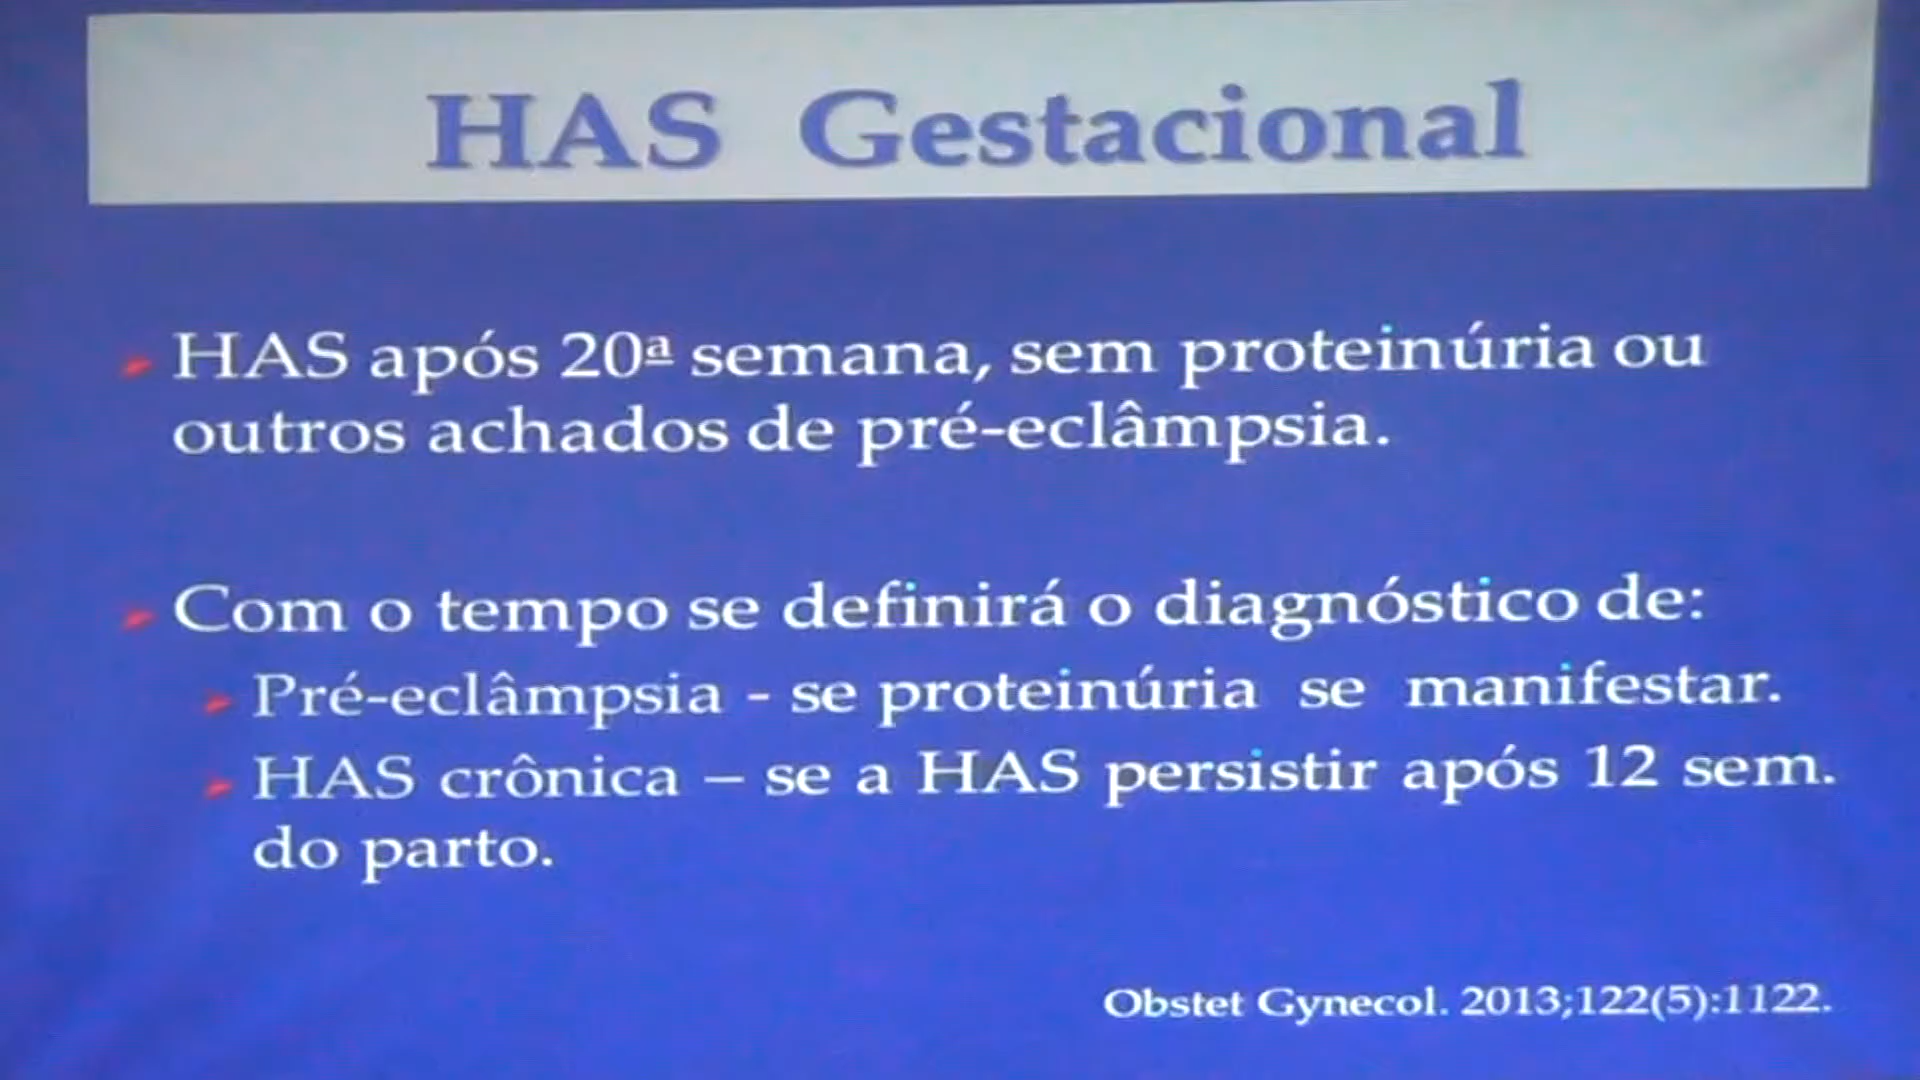 HAS Gestacional
HAS após 20ª semana, sem proteinúria ou
outros achados de pré-eclâmpsia.
Com o tempo se definirá o diagnóstico de:
Pré-eclâmpsia - se proteinúria se manifestar.
HAS crônica – se a HAS persistir após 12 sem.
do parto.
Obstet Gynecol. 2013;122(5):1122.